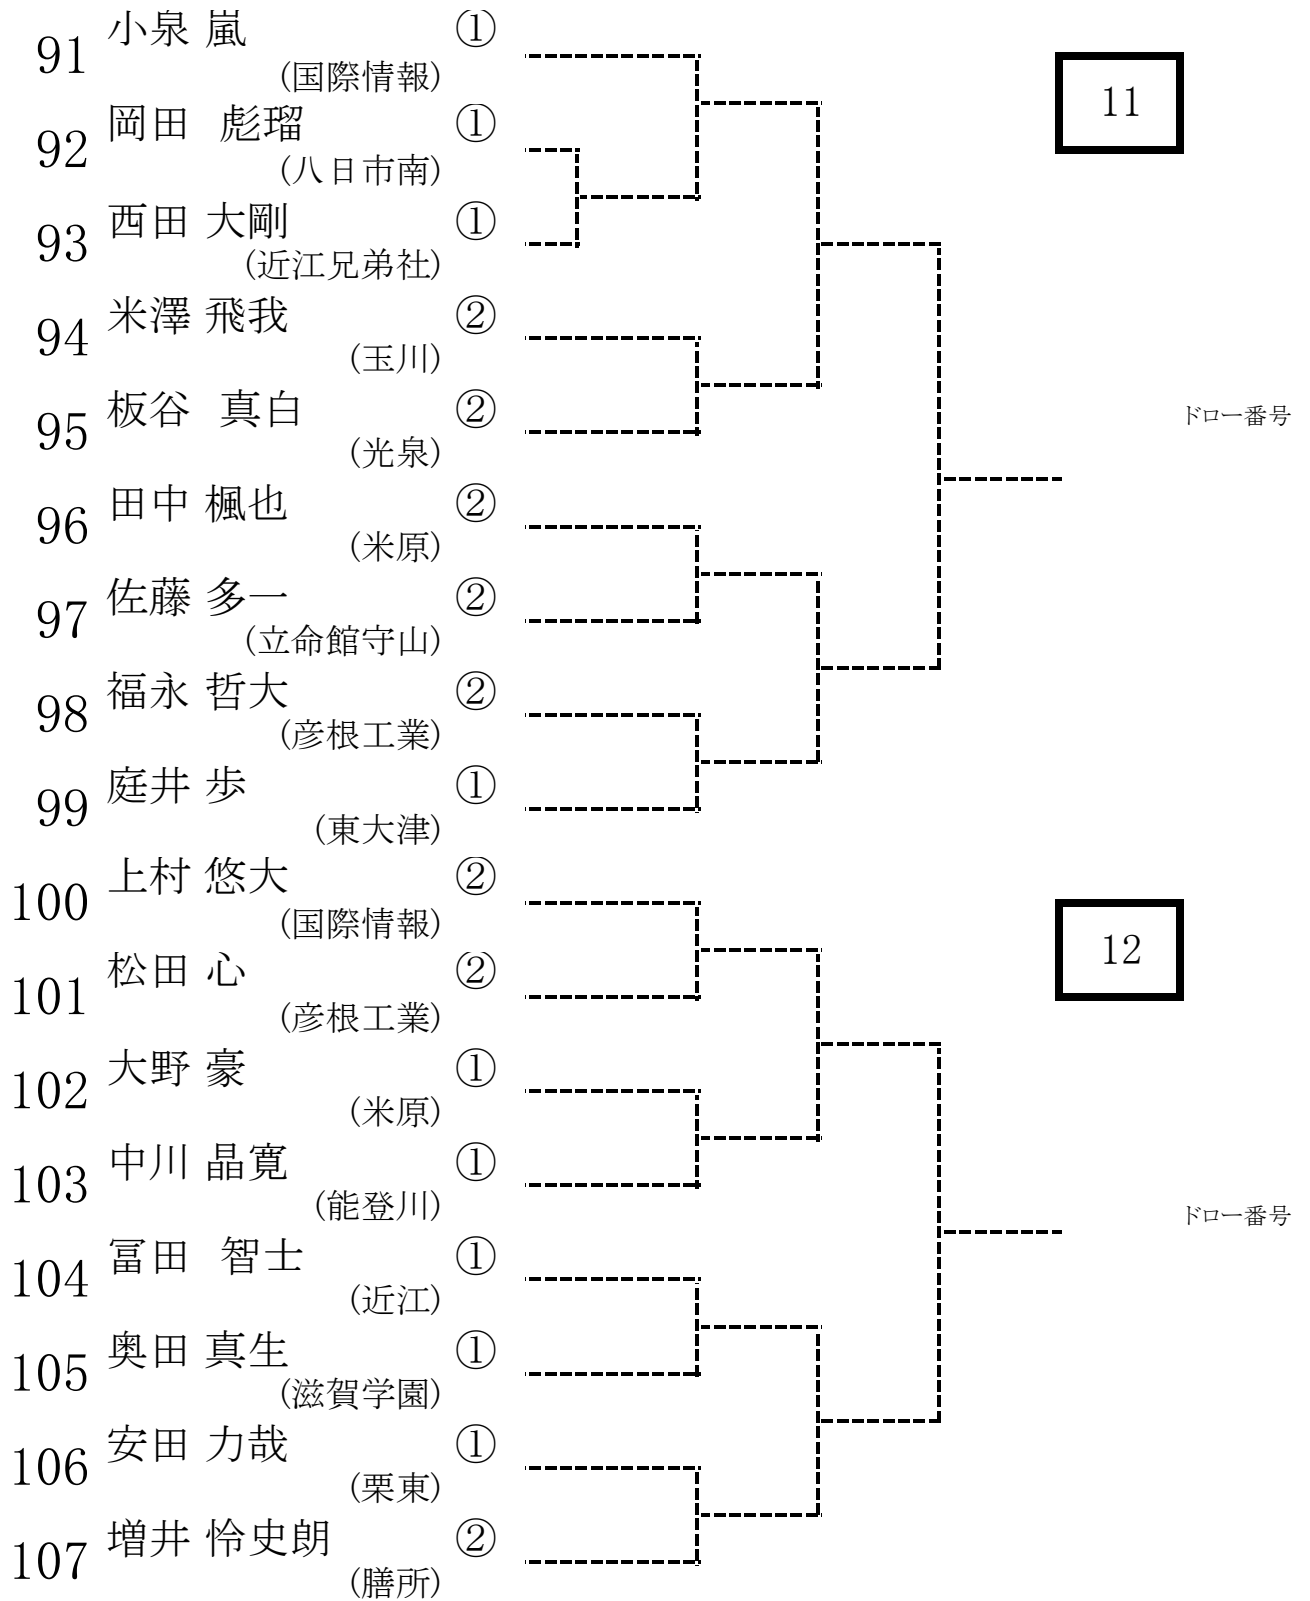 91 小泉 嵐 ①
(国際情報)
11
92 岡田 彪瑠 ①
(八日市南)
93 西田 大剛 ①
(近江兄弟社)
94 米澤 飛我 ②
(玉川)
95 板谷 真白 ②
(光泉)
ドロー番号
96 田中 楓也 ②
(米原)
97 佐藤 多一 ②
(立命館守山)
98 福永 哲大 ②
(彦根工業)
99 庭井 歩 ①
(東大津)
100 上村 悠大 ②
(国際情報)
12
101 松田 心 ②
(彦根工業)
102 大野 豪 ①
(米原)
103 中川 晶寛 ①
(能登川)
ドロー番号
104 冨田 智士 ①
(近江)
105 奥田 真生 ①
(滋賀学園)
106 安田 力哉 ①
(栗東)
107 増井 怜史朗 ②
(膳所)